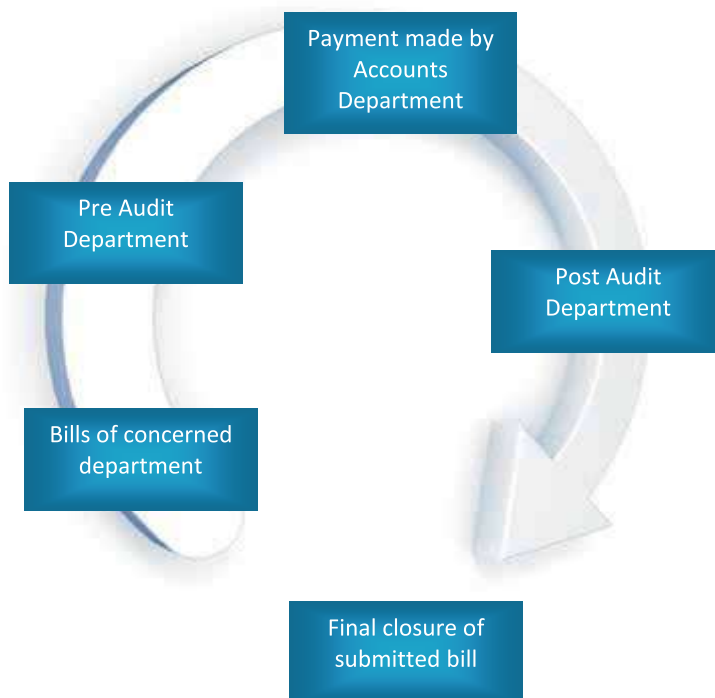 Payment made by
Accounts
Department
Pre Audit
Department
Post Audit
Department
Bills of concerned
department
Final closure of
submitted bill